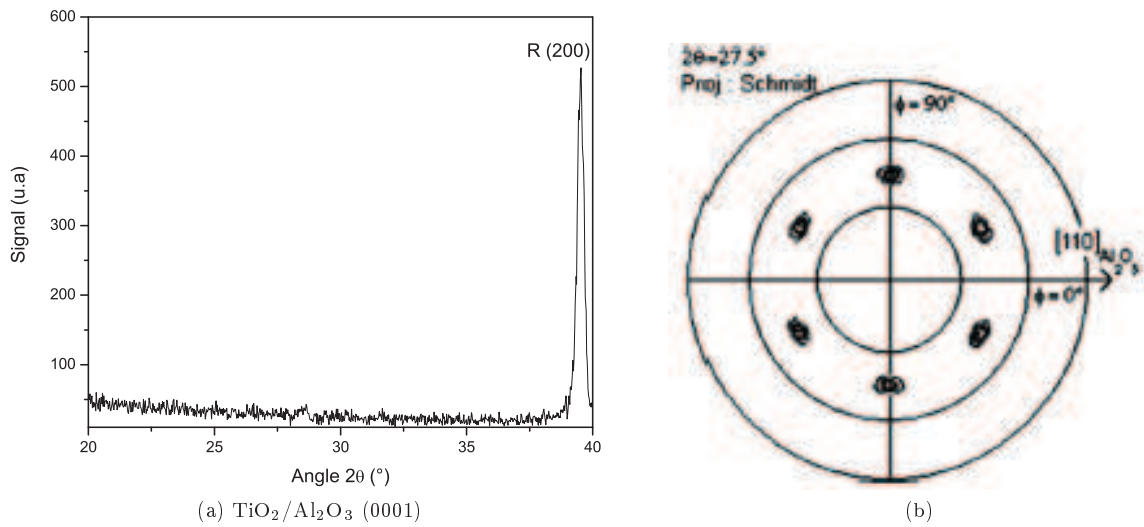 600
500
400
300
200
100
20
25
30
35
40
R (200)
Signal (u.a)
Angle 2θ (°)
(a) TiO₂/Al₂O₃ (0001)
2θ=27.5°
Proj : Schmidt
ϕ=90°
[110]Al₂O₃
ϕ=0°
(b)